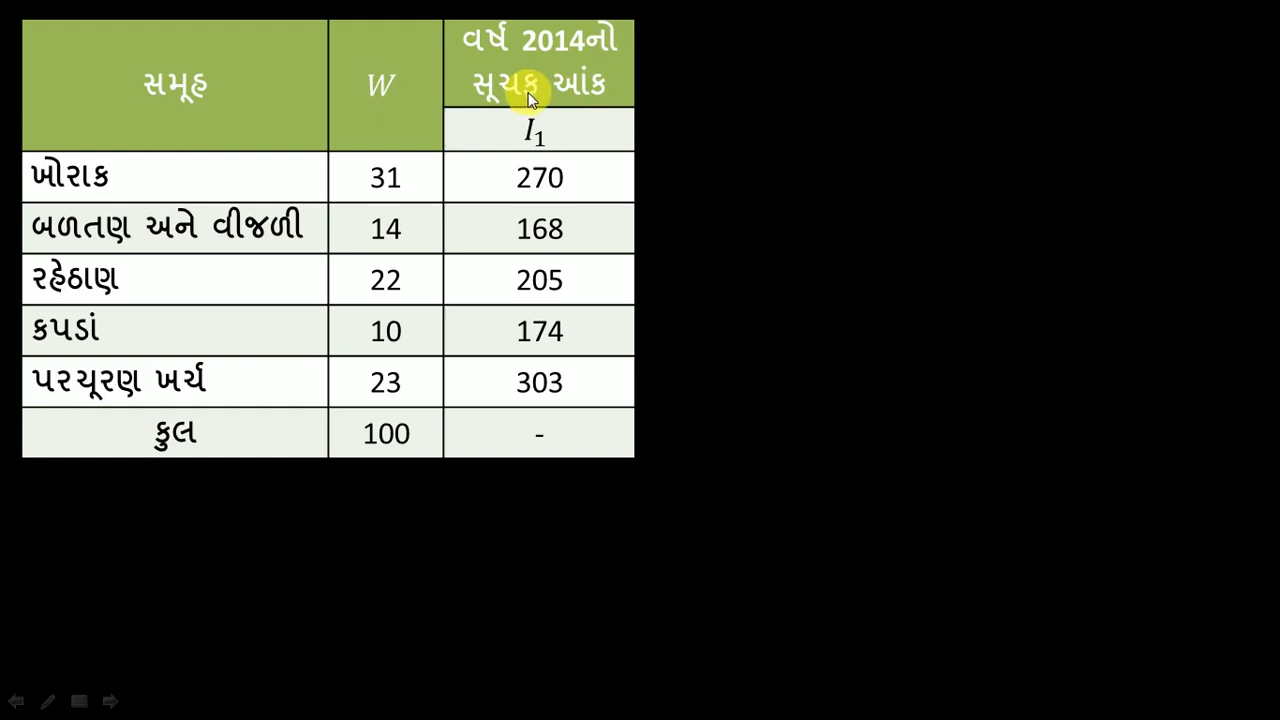 સમૂહ W વર્ષ 2014નો
સૂચક આંક
I₁
ખોરાક 31 270
બળતણ અને વીજળી 14 168
રહેઠાણ 22 205
કપડાં 10 174
પરચૂરણ ખર્ચ 23 303
કુલ 100 -